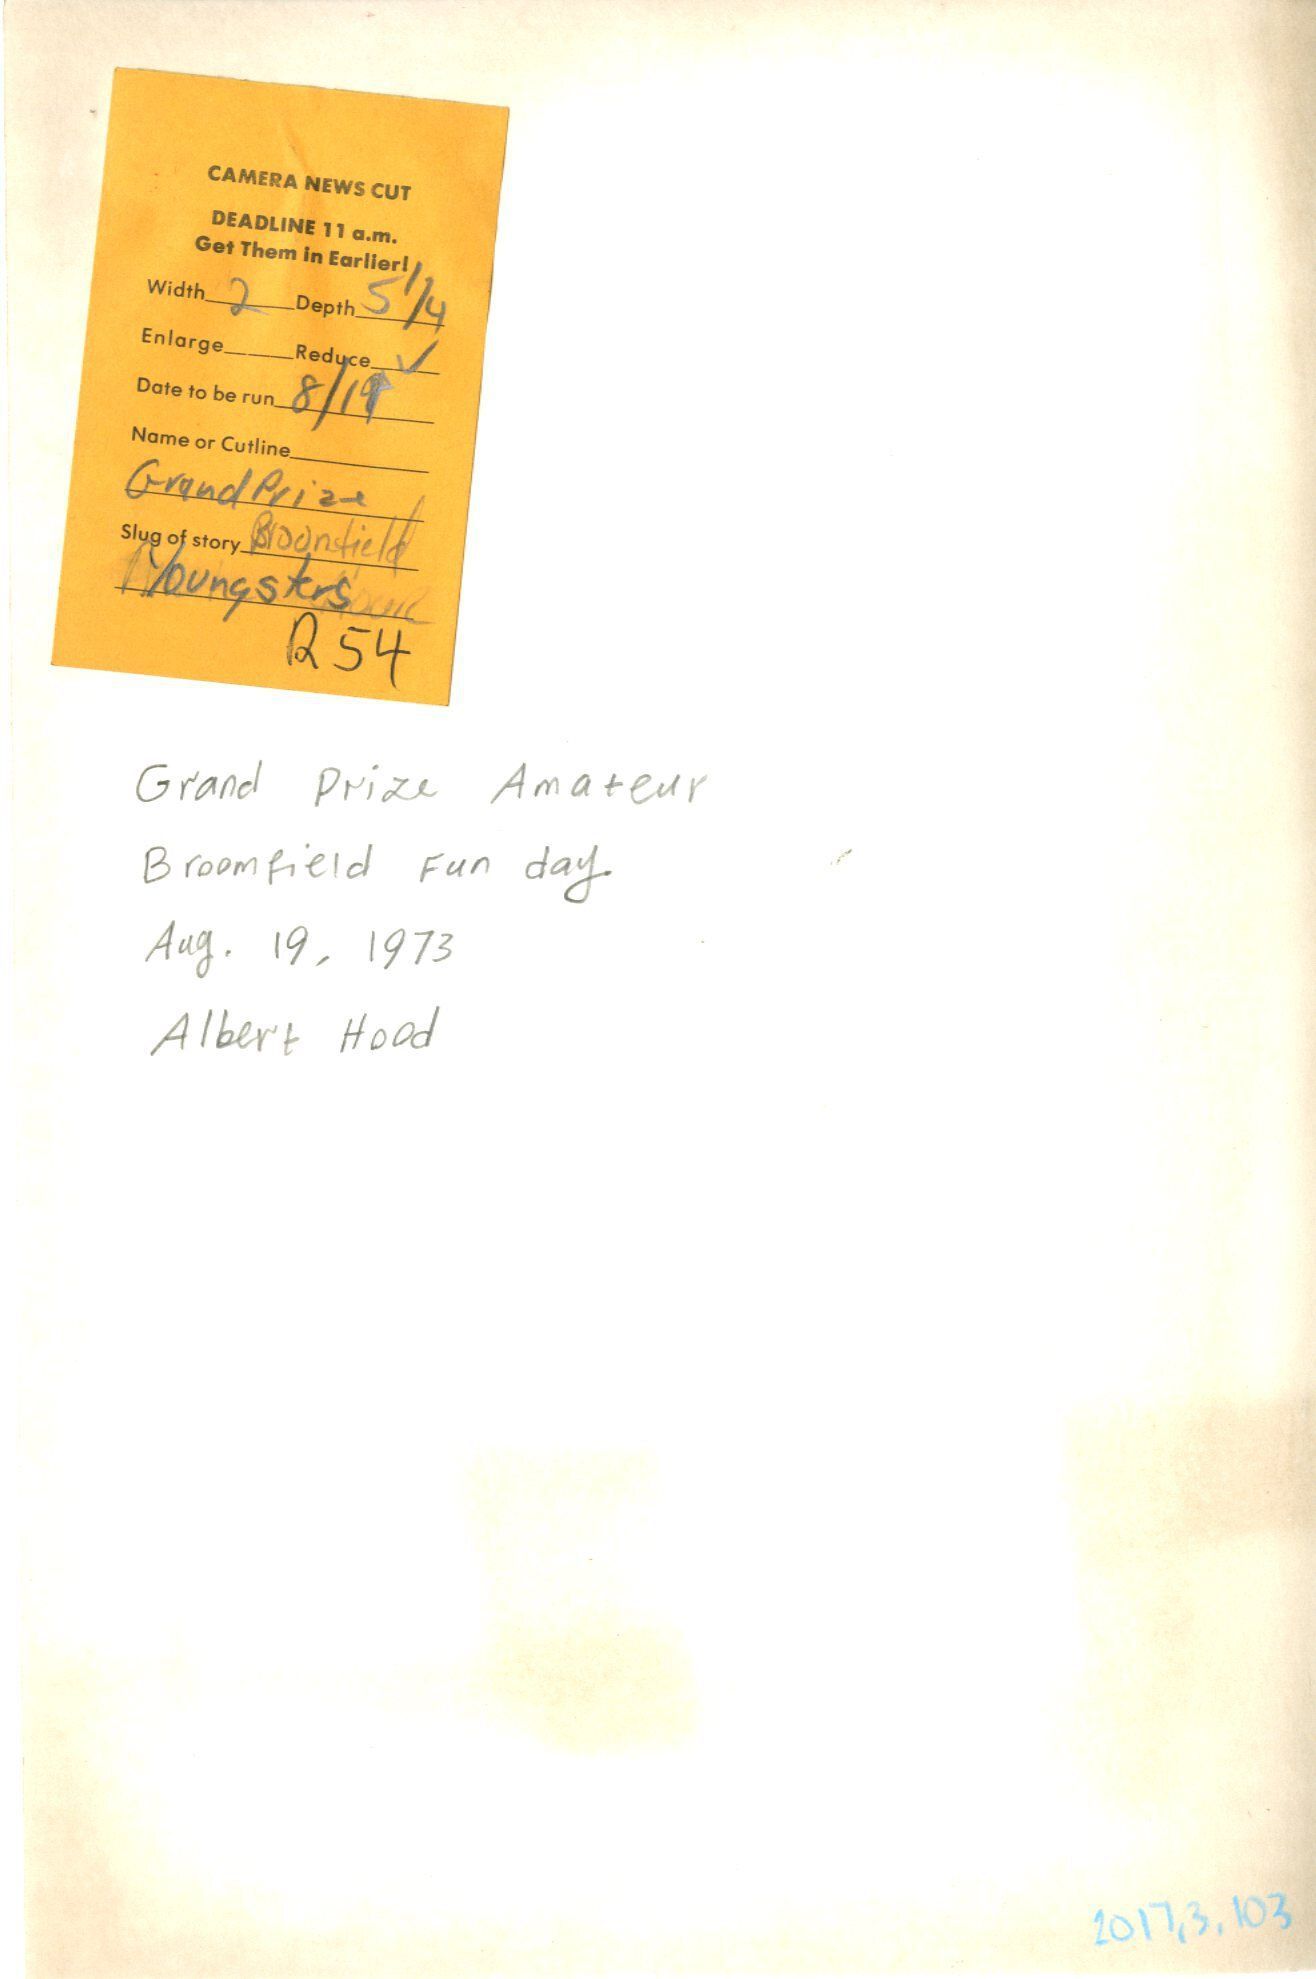 CAMERA NEWS CUT
DEADLINE 11 a.m.
Get Them in Earlier!
Width 2 Depth 5 1/4
Enlarge Reduce ✓
Date to be run 8/19
Name or Cutline
Grand Prize
Slug of story Broomfield
Youngsters
R54
Grand Prize Amateur
Broomfield Fun day.
Aug. 19, 1973
Albert Hood
2017.3.103